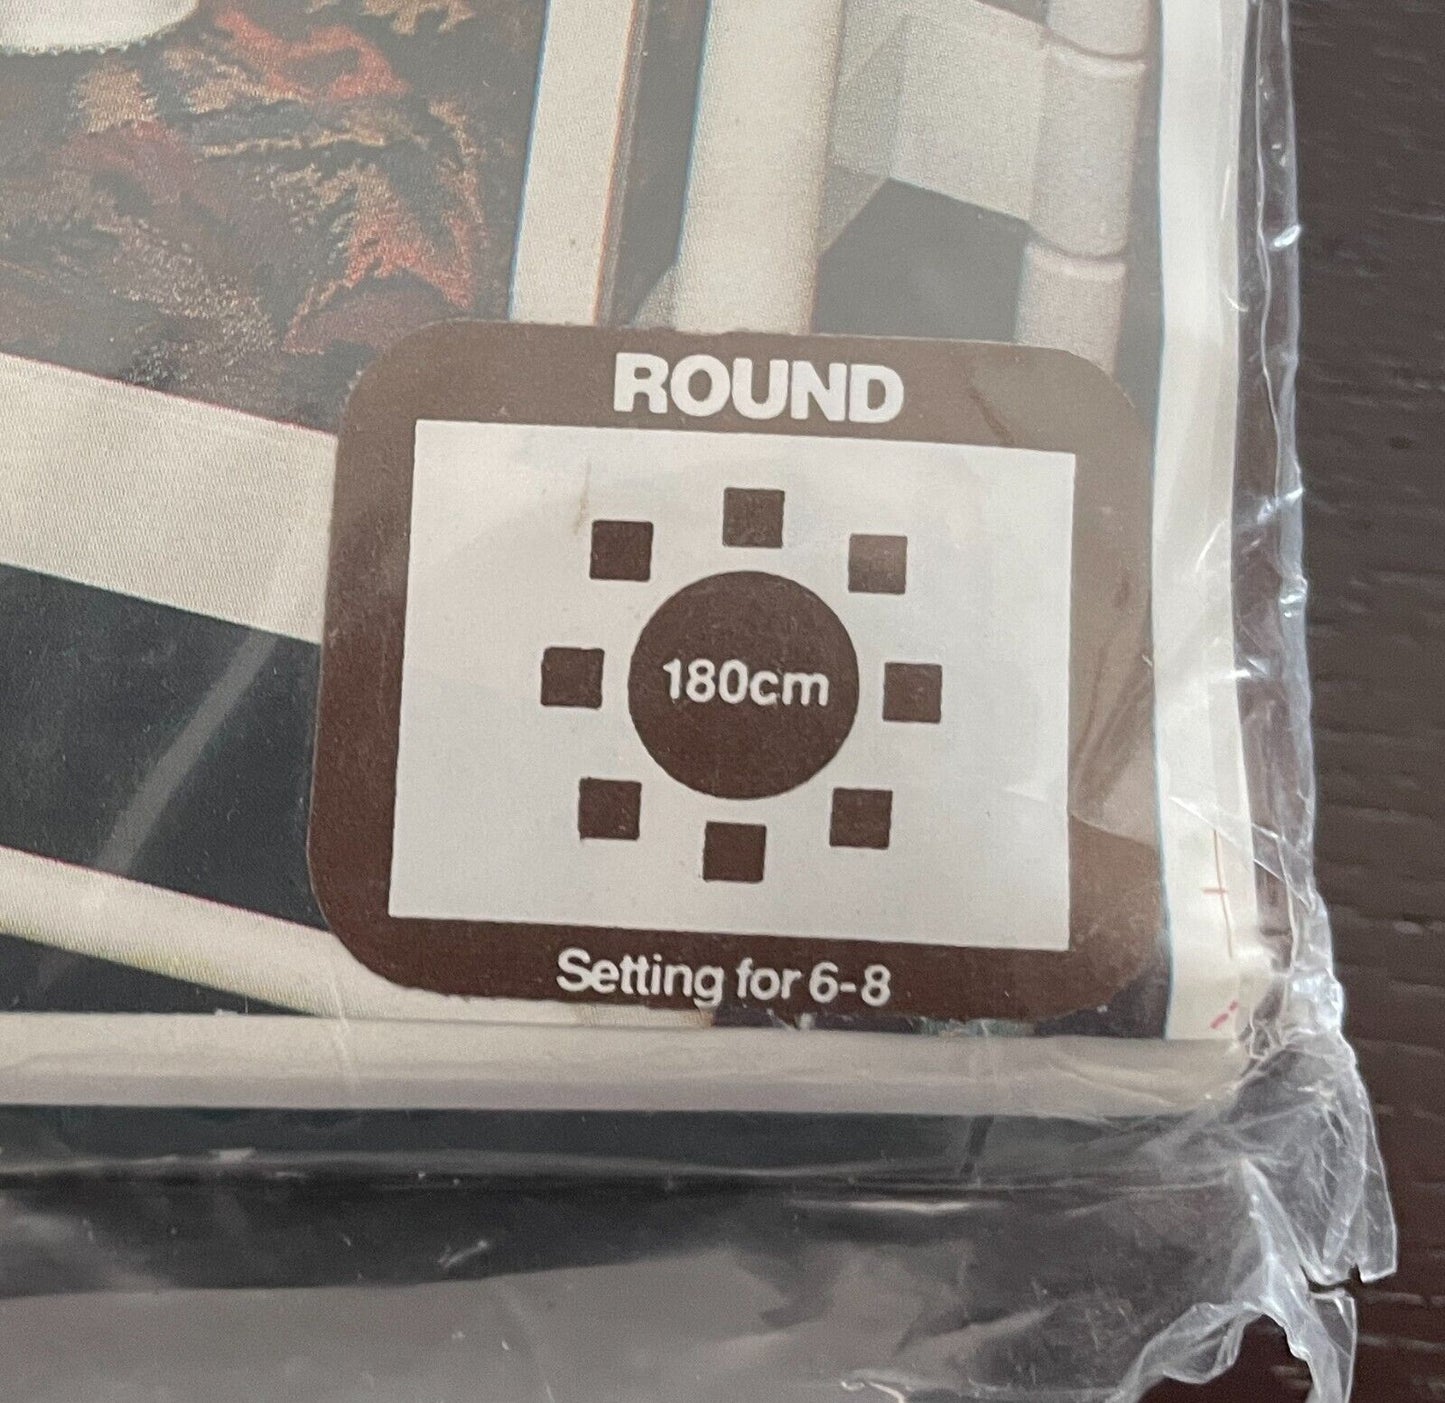 ROUND
180cm
Setting for 6-8